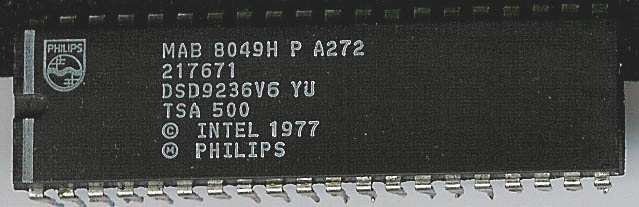 PHILIPS
MAB 8049H P A272
217671
DSD9236V6 YU
TSA 500
© INTEL 1977
Ⓜ PHILIPS